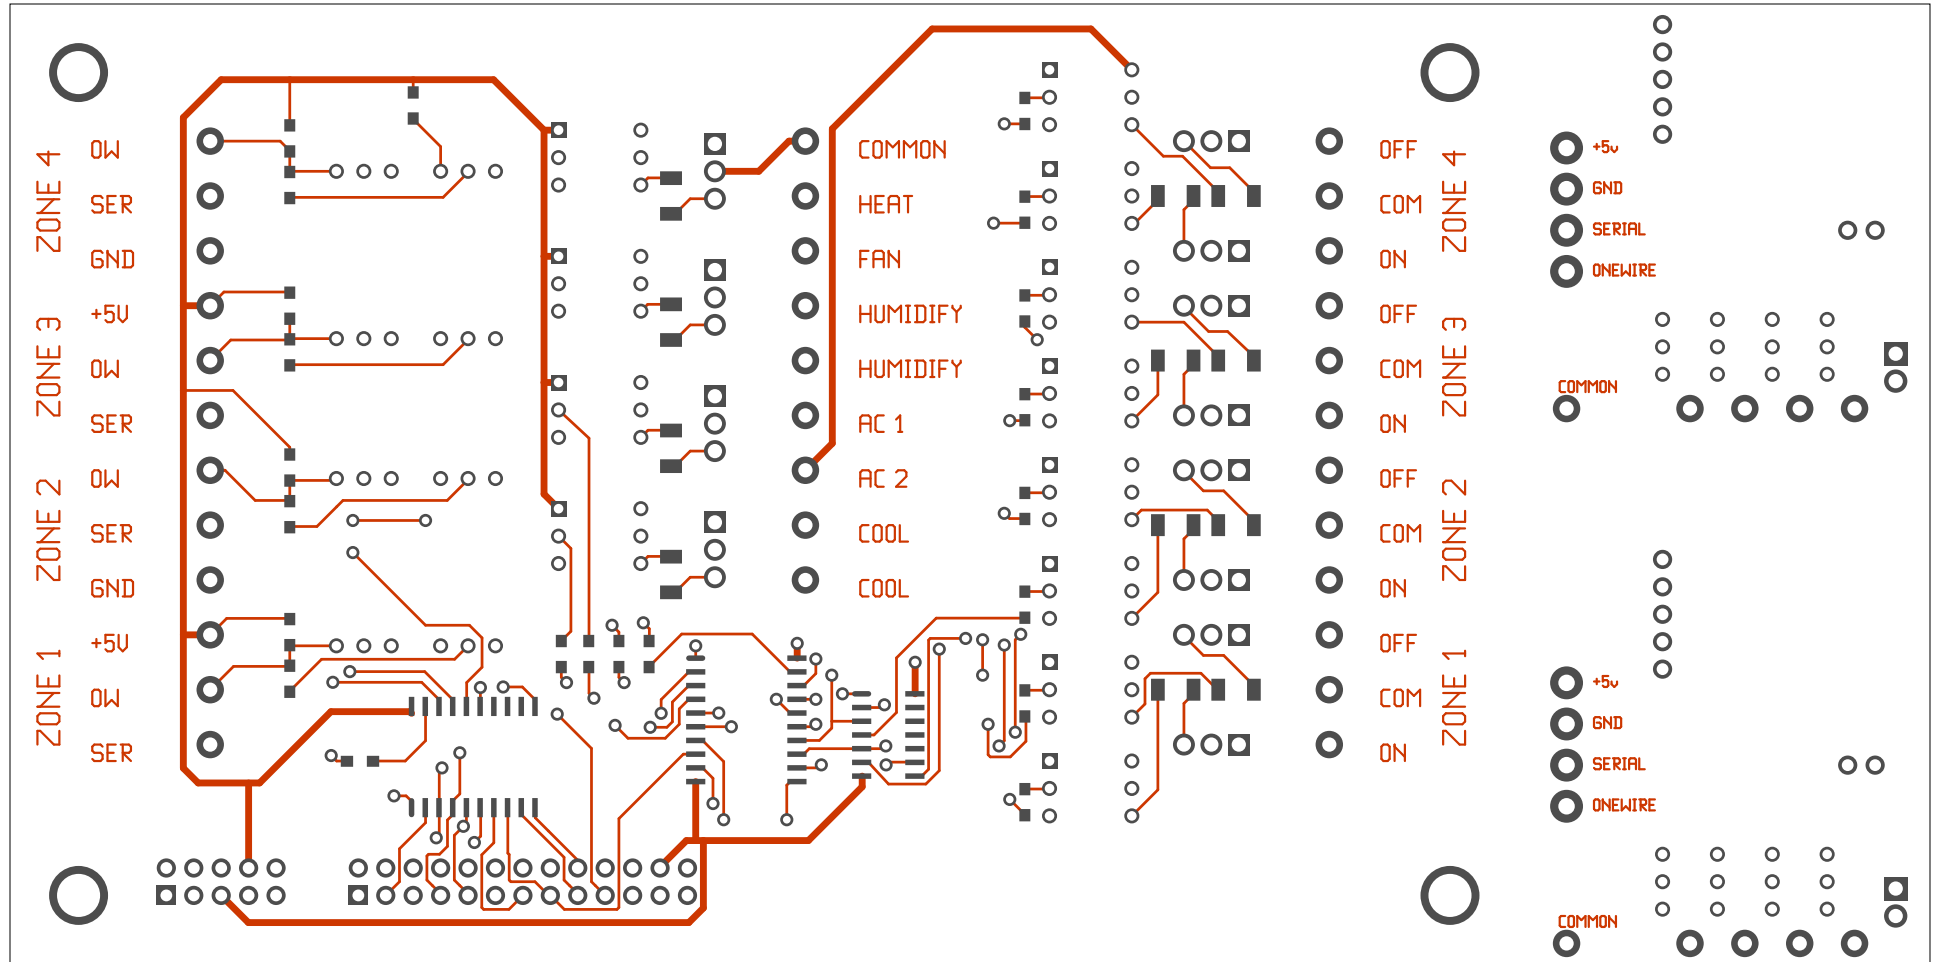 ZONE 4
OW
SER
GND
ZONE 3
+5V
OW
SER
ZONE 2
OW
SER
GND
ZONE 1
+5V
OW
SER
COMMON
HEAT
FAN
HUMIDIFY
HUMIDIFY
AC 1
AC 2
COOL
COOL
OFF
COM
ON
ZONE 4
OFF
COM
ON
ZONE 3
OFF
COM
ON
ZONE 2
OFF
COM
ON
ZONE 1
+5v
GND
SERIAL
ONEWIRE
COMMON
+5v
GND
SERIAL
ONEWIRE
COMMON